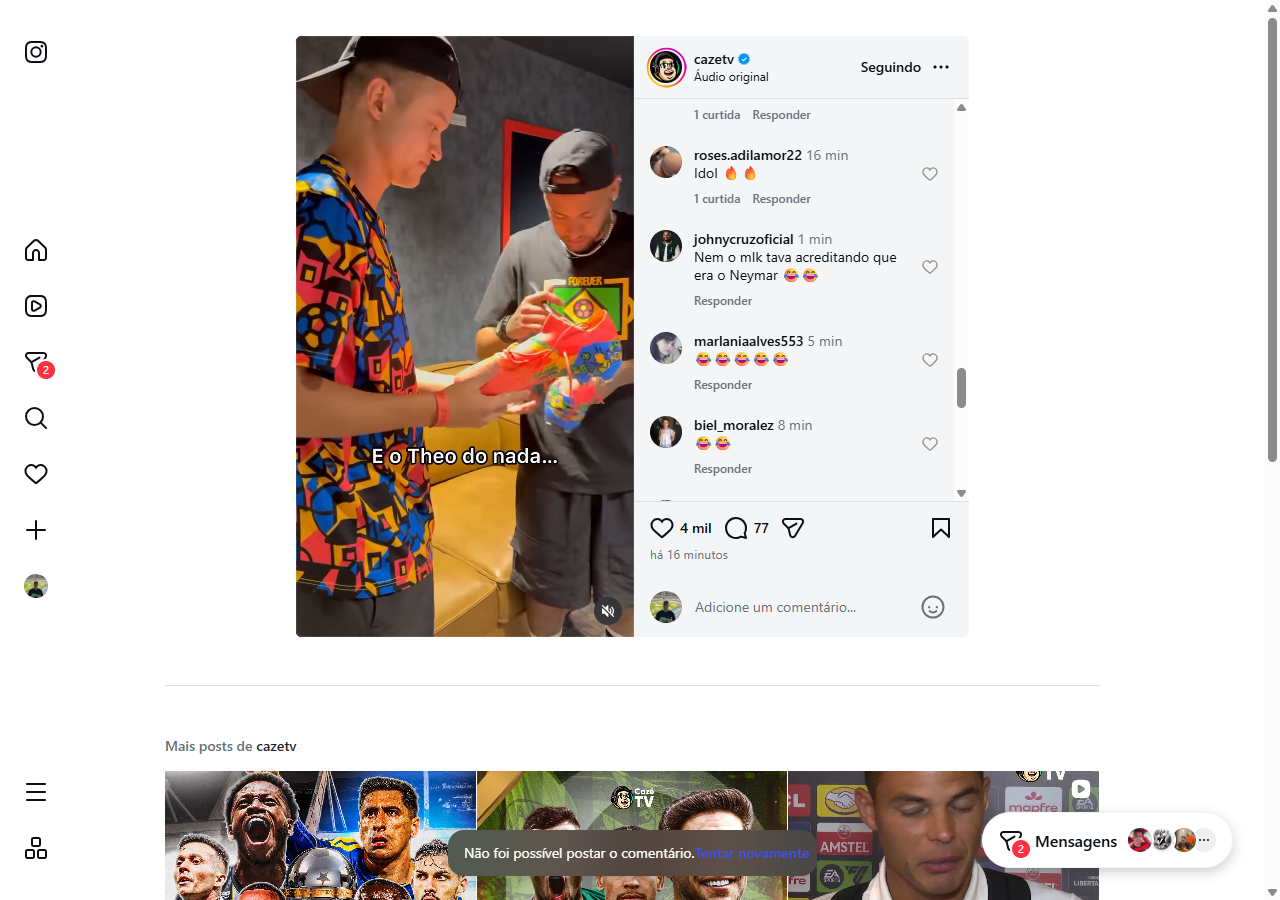 cazetv
Áudio original
Seguindo
1 curtida Responder
roses.adilamor22 16 min
Idol 🔥 🔥
1 curtida Responder
johnycruzoficial 1 min
Nem o mlk tava acreditando que
era o Neymar 😂😂
Responder
marlaniaalves553 5 min
😂😂😂😂😂
Responder
biel_moralez 8 min
😂😂
Responder
FOREVER
E o Theo do nada...
4 mil 77
há 16 minutos
Adicione um comentário...
2
Mais posts de cazetv
Cazé
TV
TV
mapfre
AMSTEL
Não foi possível postar o comentário.Tentar novamente
2
Mensagens